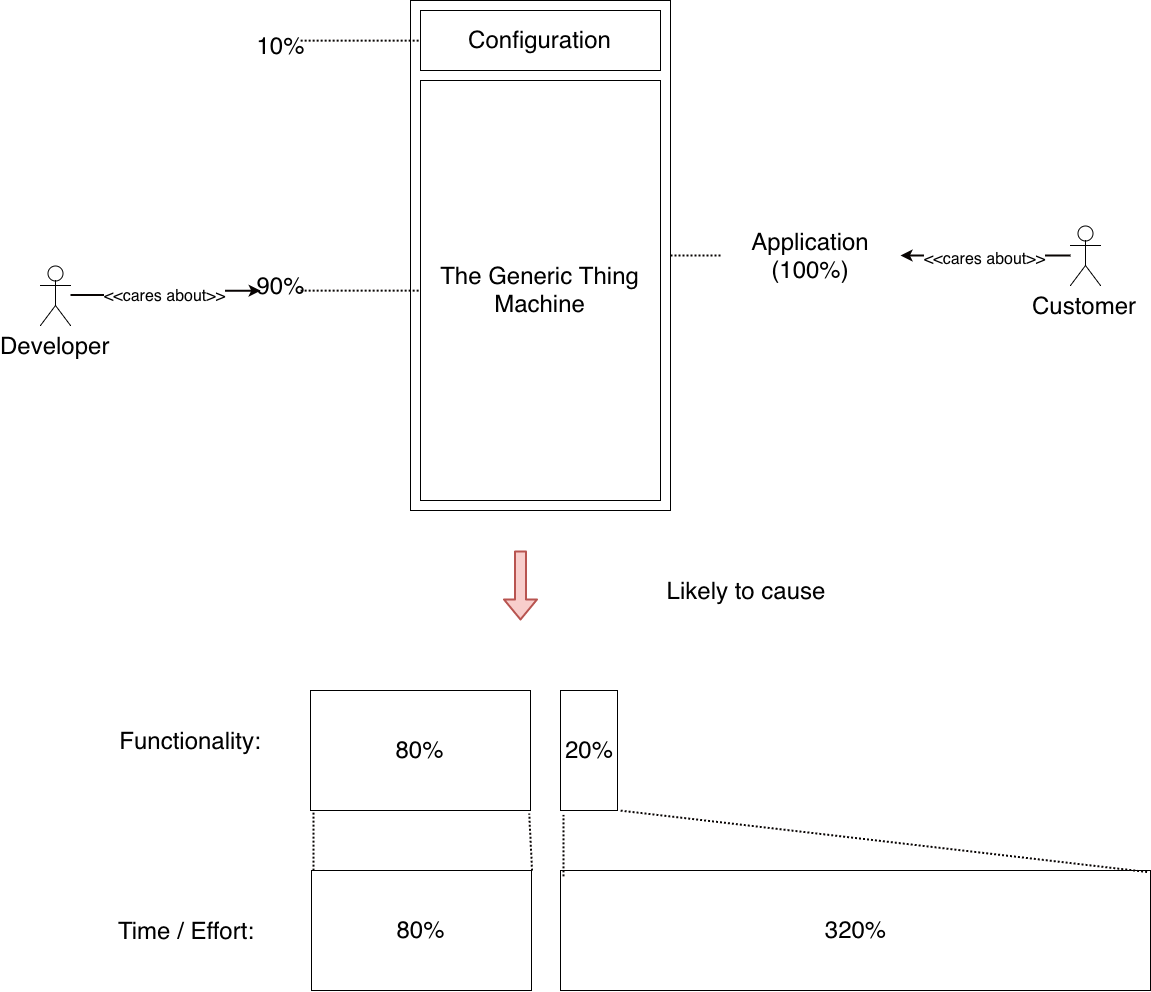 Configuration
10%
Application
(100%)
<<cares about>>
The Generic Thing
Machine
90%
<<cares about>>
Customer
Developer
Likely to cause
Functionality:
80%
20%
Time / Effort:
80%
320%